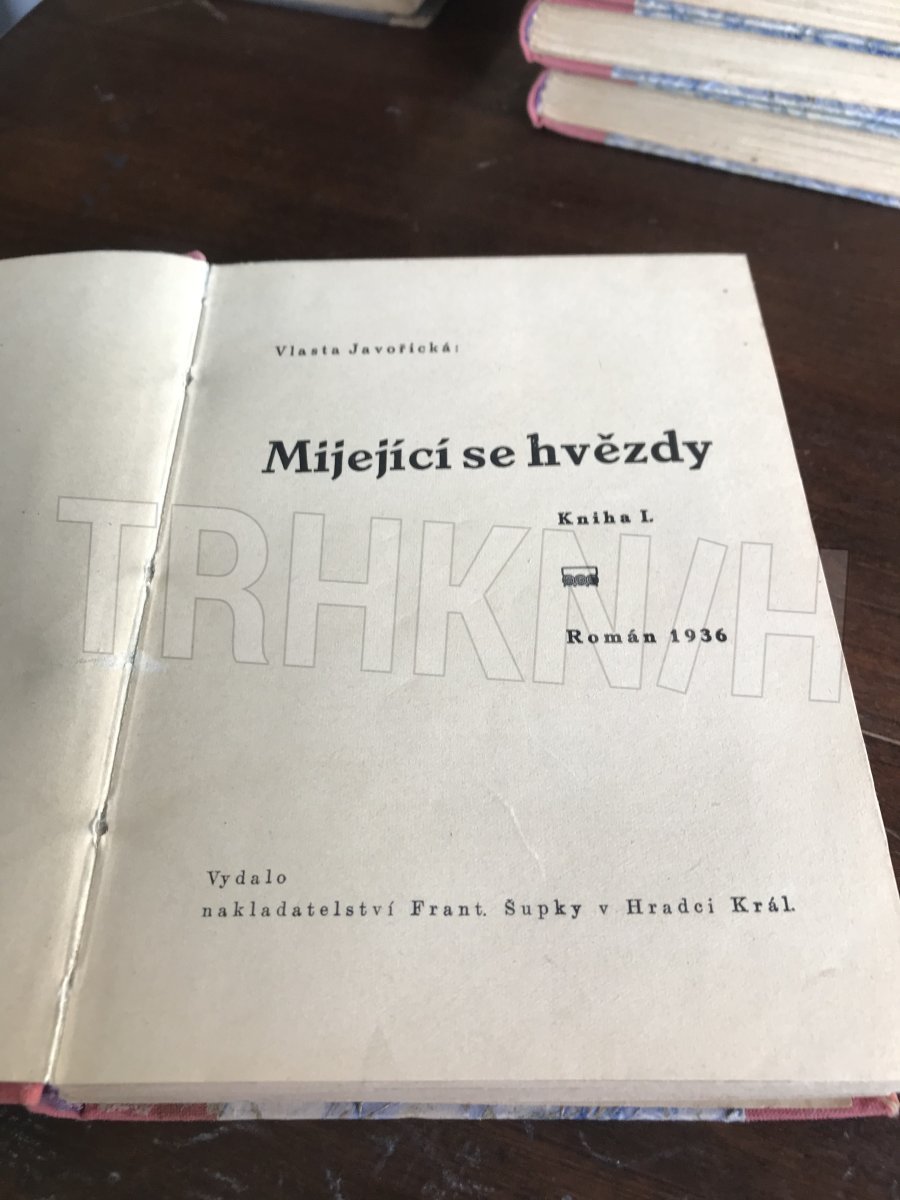 Vlasta Javořická:
Mijející se hvězdy
Kniha I.
Román 1936
Vydalo
nakladatelství Frant. Šupky v Hradci Král.
TRHKNIH